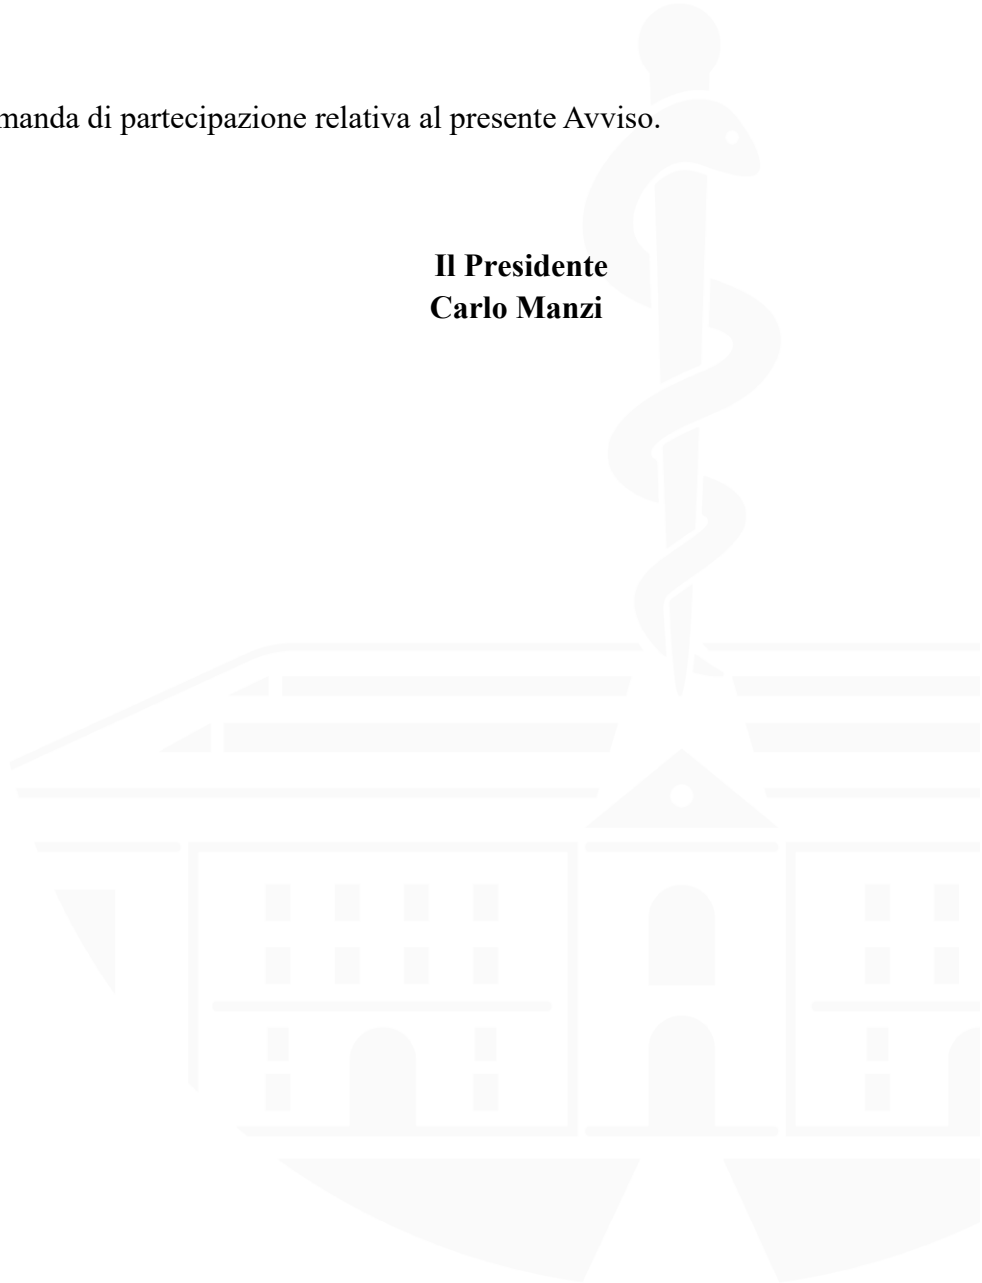 manda di partecipazione relativa al presente Avviso.
Il Presidente
Carlo Manzi